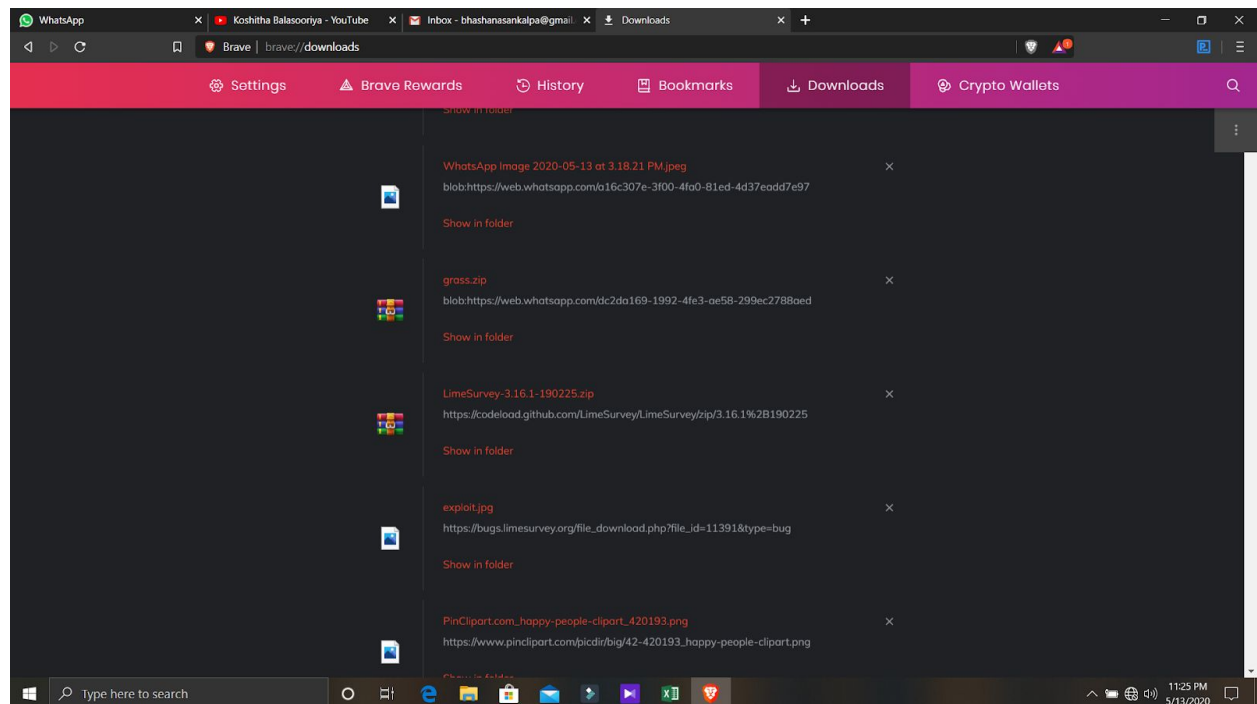 WhatsApp
Koshitha Balasooriya - YouTube
Inbox - bhashanasankalpa@gmail.
Downloads
Brave | brave://downloads
Settings
Brave Rewards
History
Bookmarks
Downloads
Crypto Wallets
Show in folder
WhatsApp Image 2020-05-13 at 3.18.21 PM.jpeg
blob:https://web.whatsapp.com/a16c307e-3f00-4fa0-81ed-4d37eadd7e97
Show in folder
grass.zip
blob:https://web.whatsapp.com/dc2da169-1992-4fe3-ae58-299ec2788aed
Show in folder
LimeSurvey-3.16.1-190225.zip
https://codeload.github.com/LimeSurvey/LimeSurvey/zip/3.16.1%2B190225
Show in folder
exploit.jpg
https://bugs.limesurvey.org/file_download.php?file_id=11391&type=bug
Show in folder
PinClipart.com_happy-people-clipart_420193.png
https://www.pinclipart.com/picdir/big/42-420193_happy-people-clipart.png
Show in folder
Type here to search
11:25 PM
5/13/2020